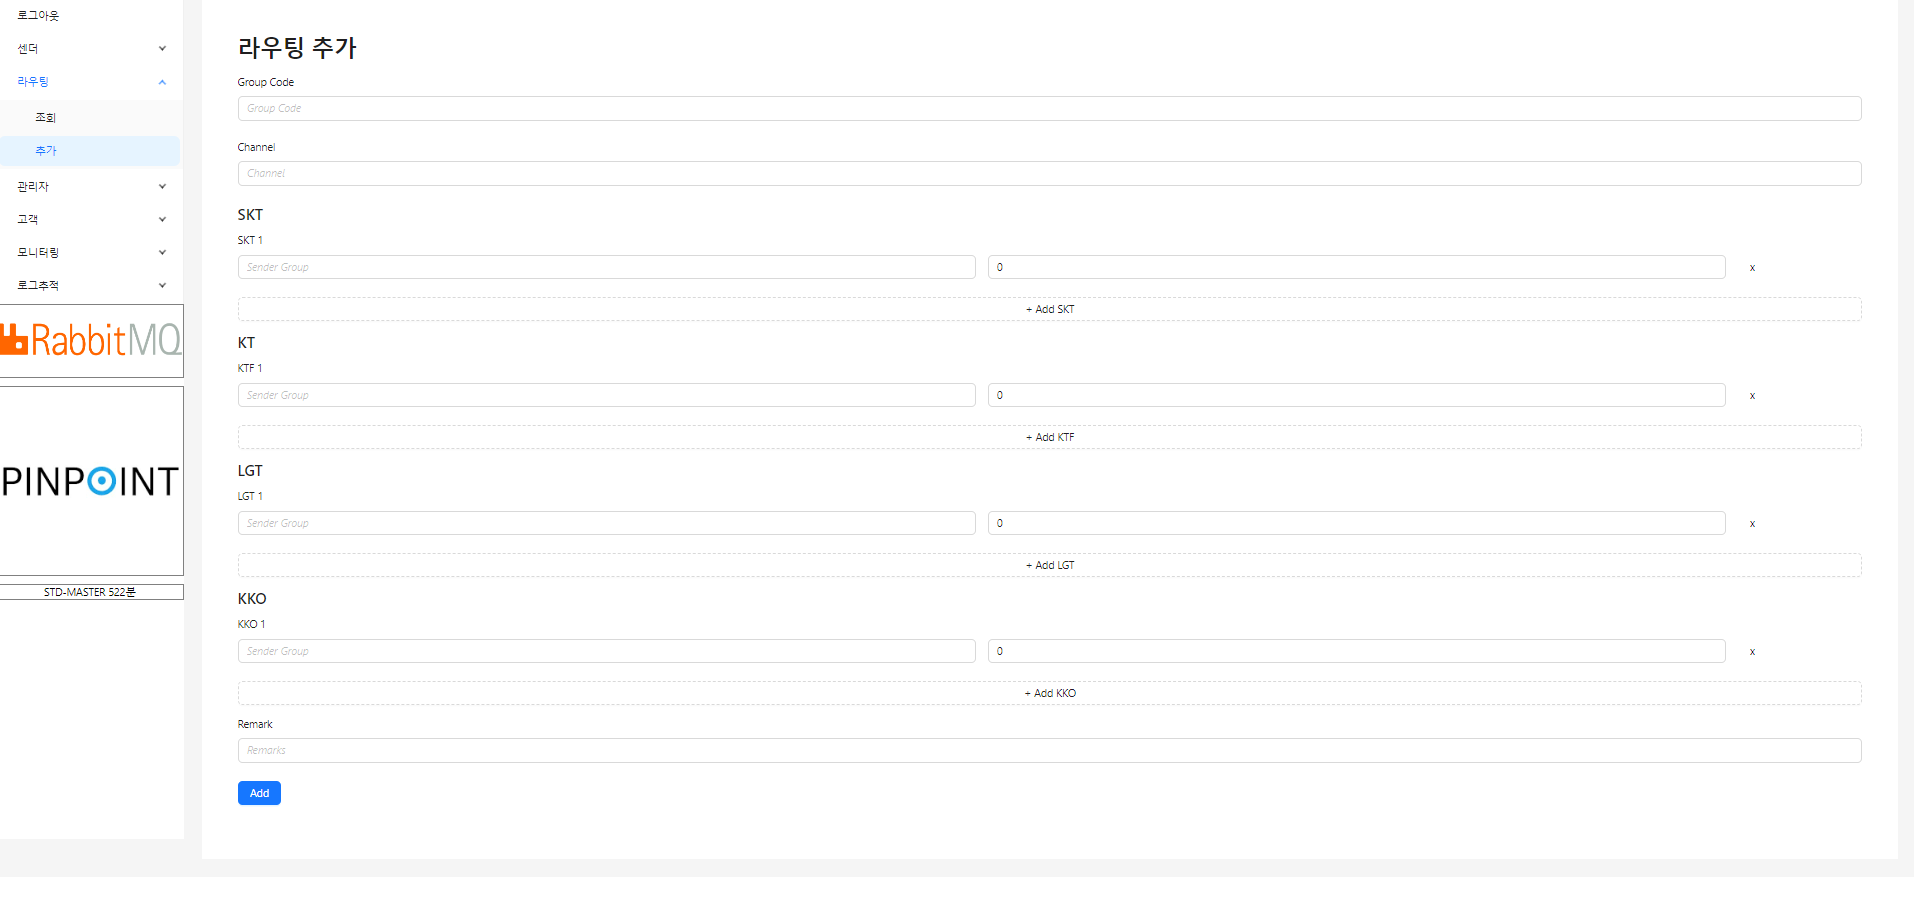 로그아웃
센더
라우팅
조회
추가
관리자
고객
모니터링
로그추적
RabbitMQ
PINPOINT
STD-MASTER 522분
라우팅 추가
Group Code
Group Code
Channel
Channel
SKT
SKT 1
Sender Group 0 x
+ Add SKT
KT
KTF 1
Sender Group 0 x
+ Add KTF
LGT
LGT 1
Sender Group 0 x
+ Add LGT
KKO
KKO 1
Sender Group 0 x
+ Add KKO
Remark
Remarks
Add